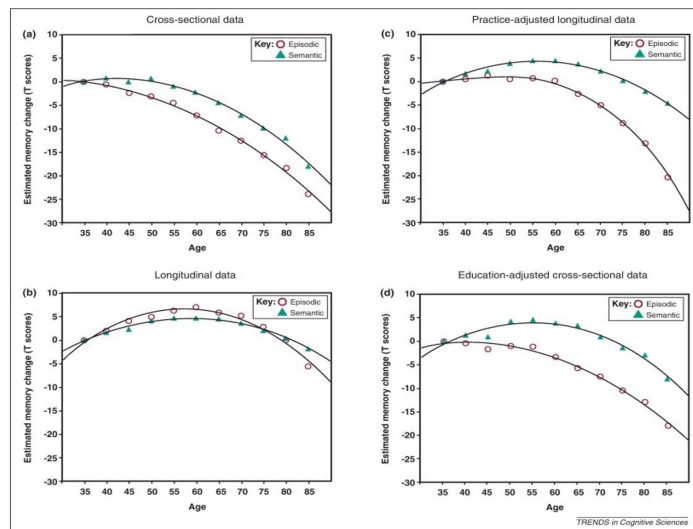 Cross-sectional data
(a)
Key: Episodic
Semantic
Estimated memory change (T scores)
10
5
0
-5
-10
-15
-20
-25
-30
35 40 45 50 55 60 65 70 75 80 85
Age
Practice-adjusted longitudinal data
(c)
Key: Episodic
Semantic
Estimated memory change (T scores)
10
5
0
-5
-10
-15
-20
-25
-30
35 40 45 50 55 60 65 70 75 80 85
Age
Longitudinal data
(b)
Key: Episodic
Semantic
Estimated memory change (T scores)
10
5
0
-5
-10
-15
-20
-25
-30
35 40 45 50 55 60 65 70 75 80 85
Age
Education-adjusted cross-sectional data
(d)
Key: Episodic
Semantic
Estimated memory change (T scores)
10
5
0
-5
-10
-15
-20
-25
-30
35 40 45 50 55 60 65 70 75 80 85
Age
TRENDS in Cognitive Sciences